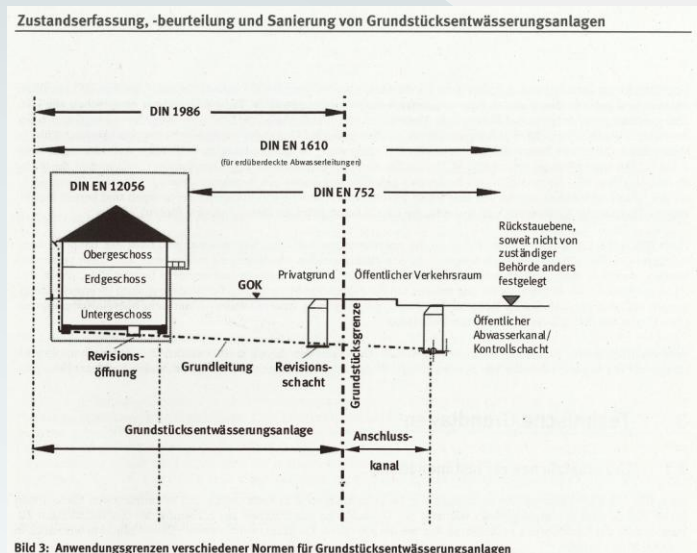 Zustandserfassung, -beurteilung und Sanierung von Grundstücksentwässerungsanlagen
DIN 1986
DIN EN 1610
(für erdüberdeckte Abwasserleitungen)
DIN EN 12056
DIN EN 752
Rückstauebene,
soweit nicht von
zuständiger
Behörde anders
festgelegt
Obergeschoss
Erdgeschoss
Untergeschoss
GOK
Privatgrund
Öffentlicher Verkehrsraum
Grundstücksgrenze
Öffentlicher
Abwasserkanal/
Kontrollschacht
Revisions-
öffnung
Grundleitung
Revisions-
schacht
Grundstücksentwässerungsanlage
Anschluss-
kanal
Bild 3: Anwendungsgrenzen verschiedener Normen für Grundstücksentwässerungsanlagen